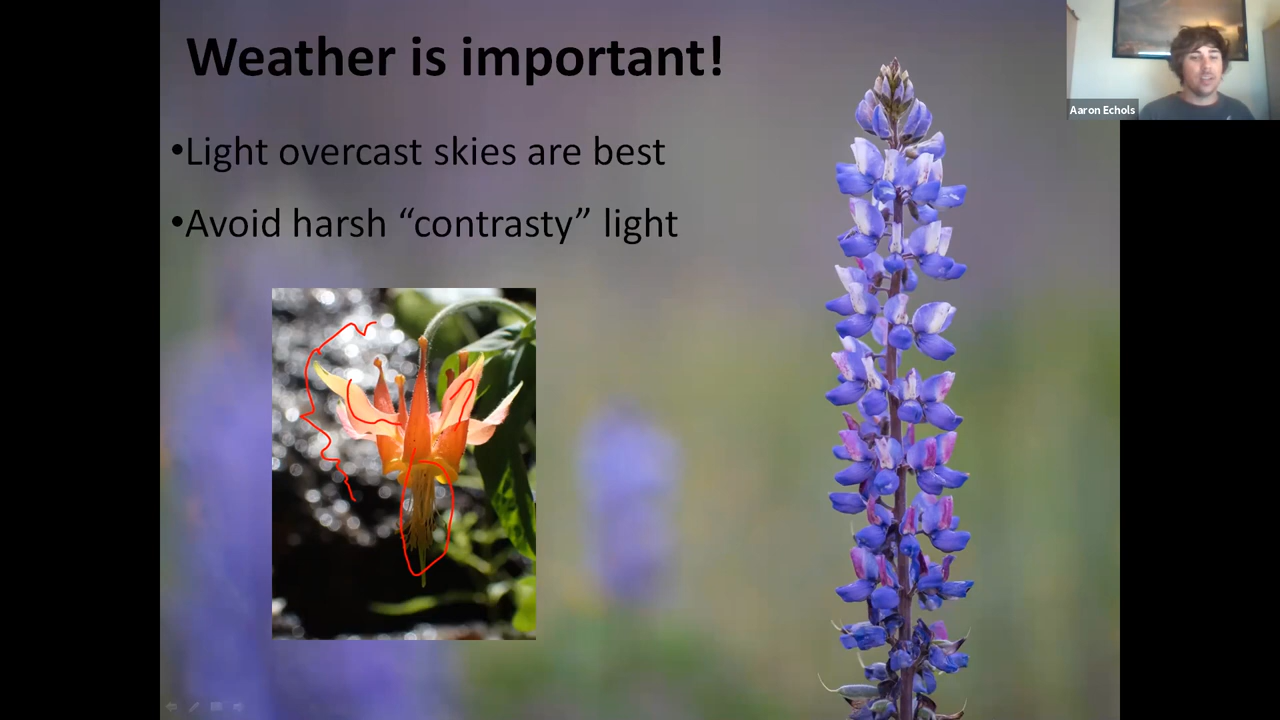 Weather is important!
•Light overcast skies are best
•Avoid harsh “contrasty” light
Aaron Echols